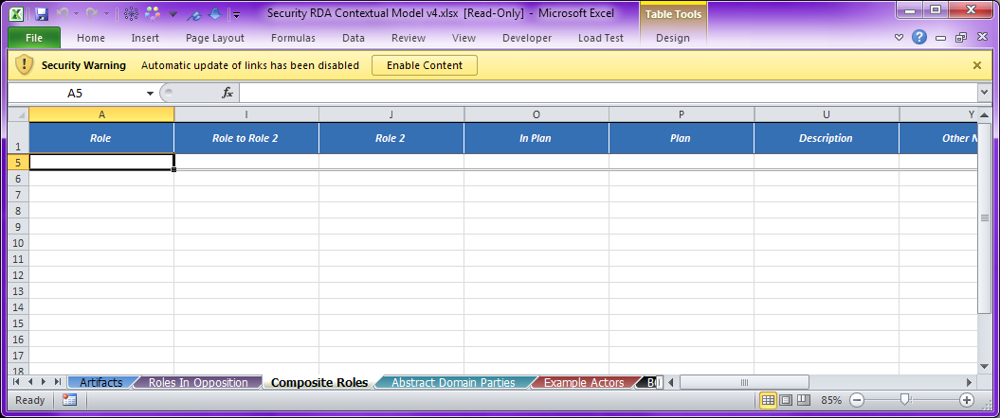 Security RDA Contextual Model v4.xlsx [Read-Only] - Microsoft Excel
Table Tools
File Home Insert Page Layout Formulas Data Review View Developer Load Test Design
Security Warning Automatic update of links has been disabled Enable Content
A5 fx
A I J O P U Y
1 Role Role to Role 2 Role 2 In Plan Plan Description Other N
5
6
7
8
9
10
11
12
13
14
15
16
17
18
Artifacts Roles In Opposition Composite Roles Abstract Domain Parties Example Actors
Ready 85%